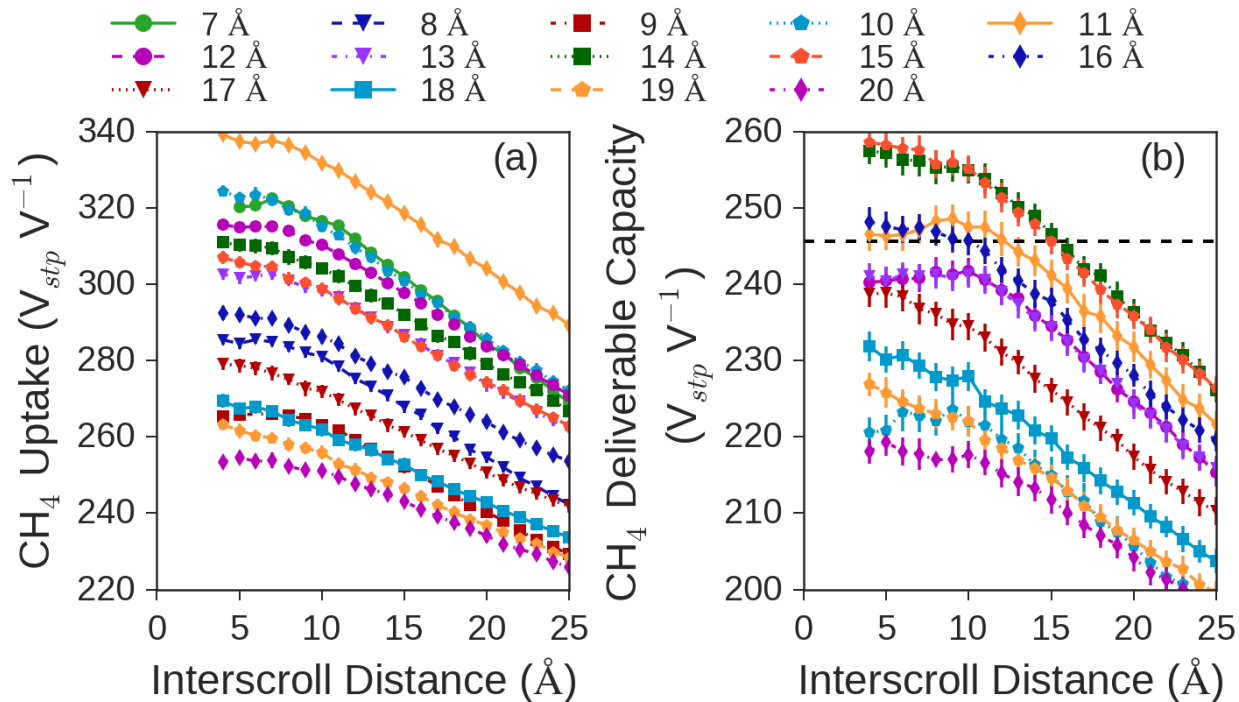 7 Å 8 Å 9 Å 10 Å 11 Å
12 Å 13 Å 14 Å 15 Å 16 Å
17 Å 18 Å 19 Å 20 Å
(a)
CH₄ Uptake (V_stp V⁻¹)
340
320
300
280
260
240
220
0 5 10 15 20 25
Interscroll Distance (Å)
(b)
CH₄ Deliverable Capacity
(V_stp V⁻¹)
260
250
240
230
220
210
200
0 5 10 15 20 25
Interscroll Distance (Å)